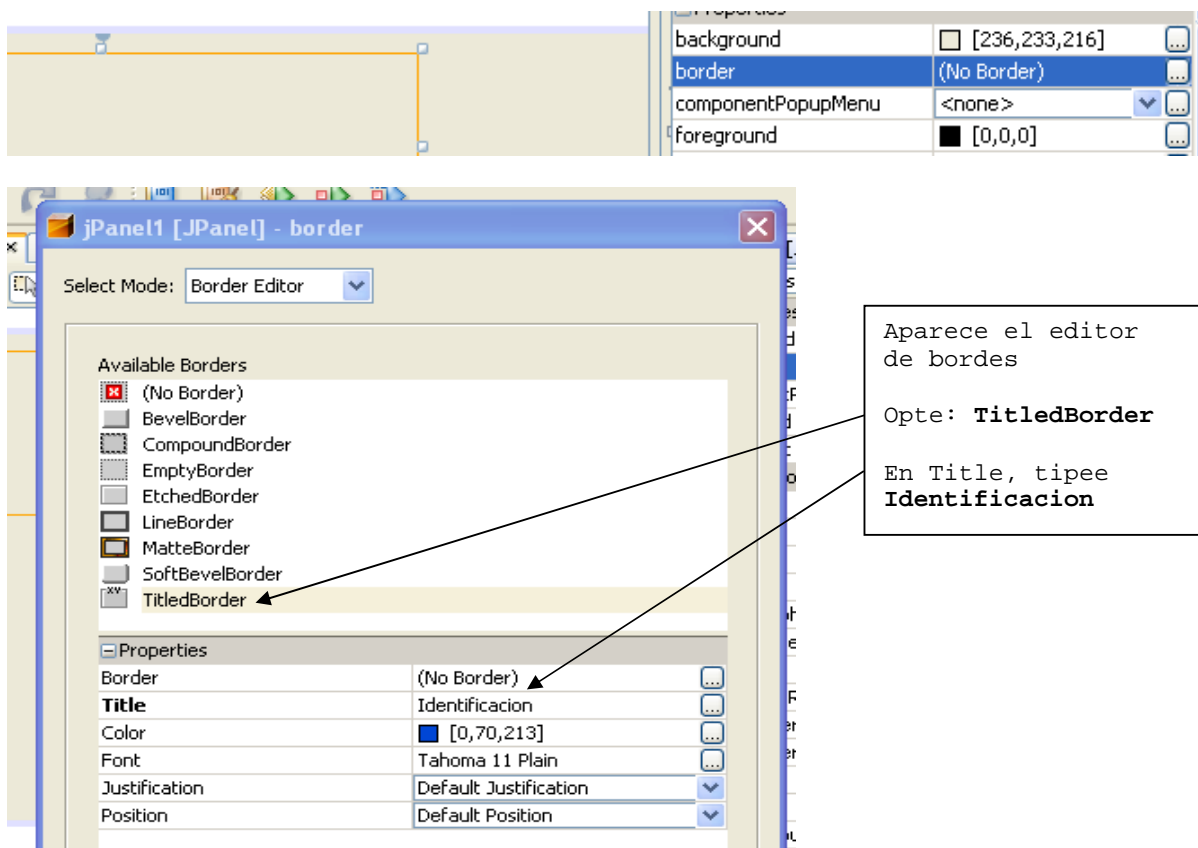 Properties
background [236,233,216] ...
border (No Border) ...
componentPopupMenu <none> ...
foreground [0,0,0] ...
jPanel1 [JPanel] - border
Select Mode: Border Editor
Available Borders
(No Border)
BevelBorder
CompoundBorder
EmptyBorder
EtchedBorder
LineBorder
MatteBorder
SoftBevelBorder
TitledBorder
Properties
Border (No Border) ...
Title Identificacion ...
Color [0,70,213] ...
Font Tahoma 11 Plain ...
Justification Default Justification
Position Default Position
Aparece el editor
de bordes
Opte: TitledBorder
En Title, tipee
Identificacion